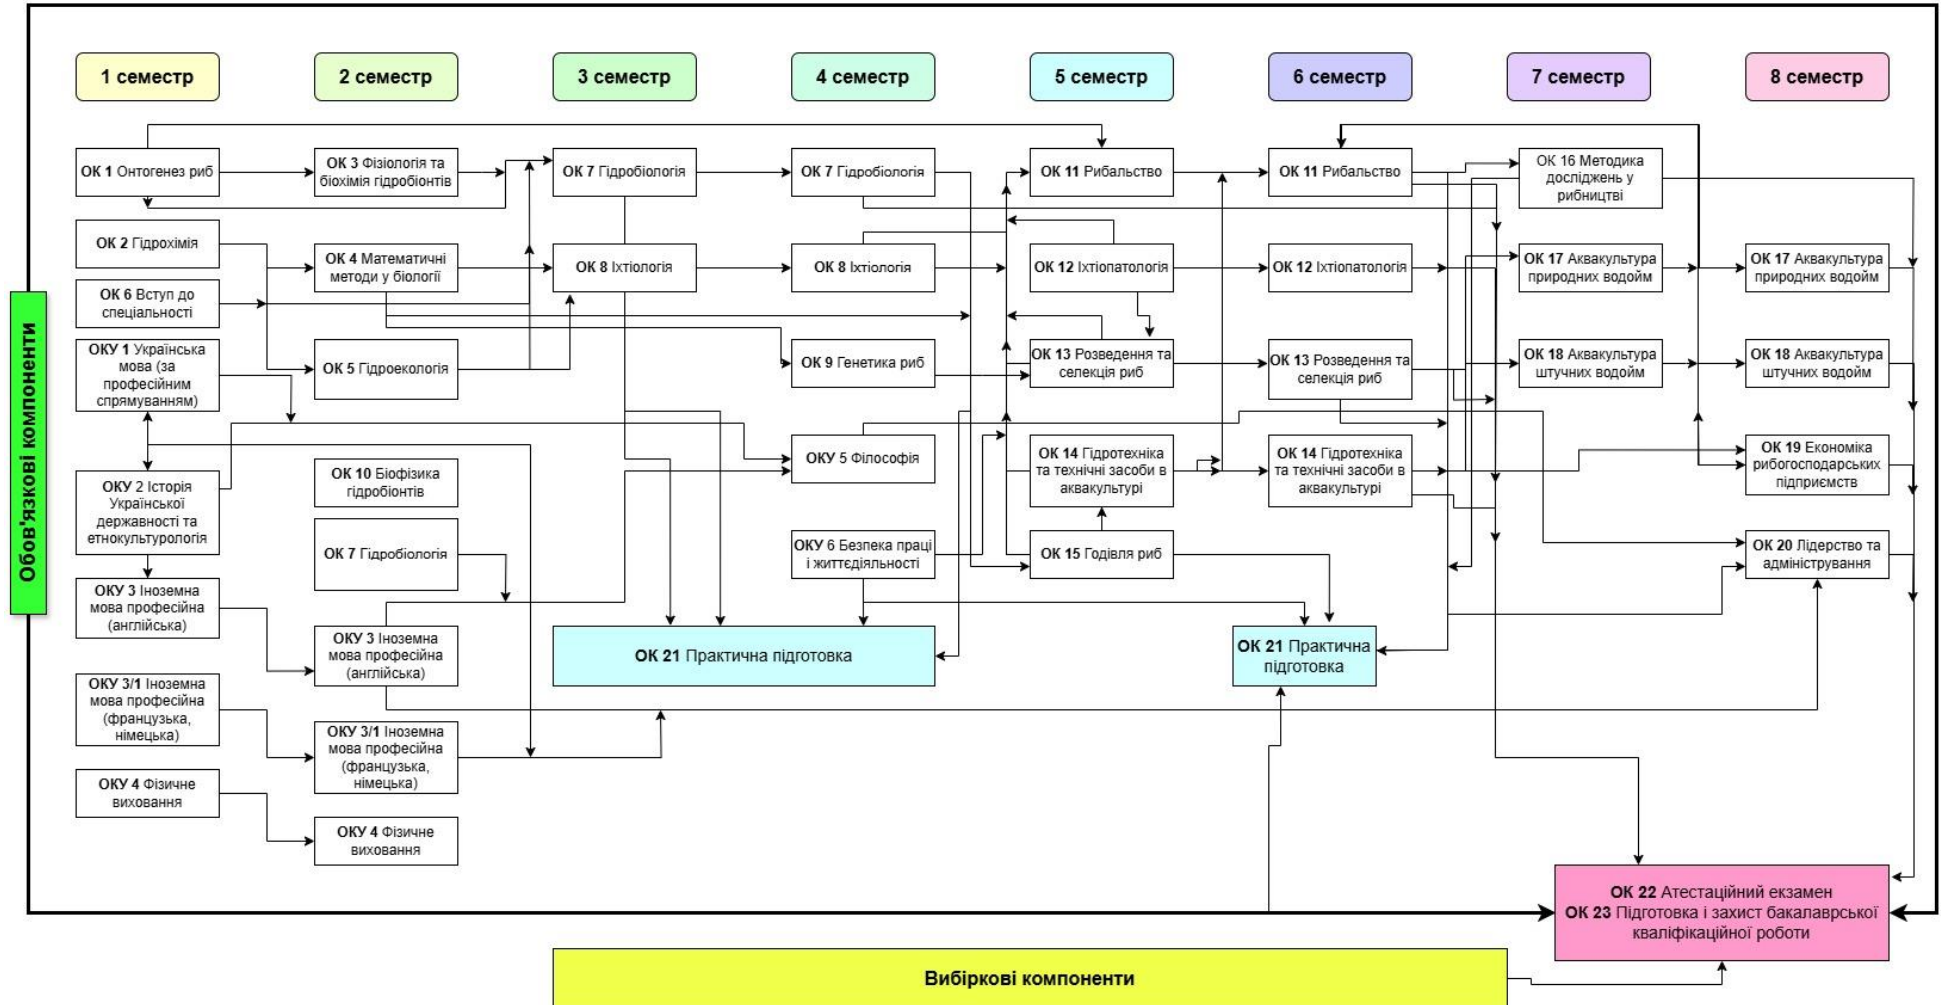 1 семестр
2 семестр
3 семестр
4 семестр
5 семестр
6 семестр
7 семестр
8 семестр
Обов'язкові компоненти
ОК 1 Онтогенез риб
ОК 2 Гідрохімія
ОК 6 Вступ до
спеціальності
ОКУ 1 Українська
мова (за
професійним
спрямуванням)
ОКУ 2 Історія
Української
державності та
етнокультурологія
ОКУ 3 Іноземна
мова професійна
(англійська)
ОКУ 3/1 Іноземна
мова професійна
(французька,
німецька)
ОКУ 4 Фізичне
виховання
ОК 3 Фізіологія та
біохімія гідробіонтів
ОК 4 Математичні
методи у біології
ОК 5 Гідроекологія
ОК 10 Біофізика
гідробіонтів
ОК 7 Гідробіологія
ОКУ 3 Іноземна
мова професійна
(англійська)
ОКУ 3/1 Іноземна
мова професійна
(французька,
німецька)
ОКУ 4 Фізичне
виховання
ОК 7 Гідробіологія
ОК 8 Іхтіологія
ОК 21 Практична підготовка
ОК 7 Гідробіологія
ОК 8 Іхтіологія
ОК 9 Генетика риб
ОКУ 5 Філософія
ОКУ 6 Безпека праці
і життєдіяльності
ОК 11 Рибальство
ОК 12 Іхтіопатологія
ОК 13 Розведення та
селекція риб
ОК 14 Гідротехніка
та технічні засоби в
аквакультурі
ОК 15 Годівля риб
ОК 11 Рибальство
ОК 12 Іхтіопатологія
ОК 13 Розведення та
селекція риб
ОК 14 Гідротехніка
та технічні засоби в
аквакультурі
ОК 21 Практична
підготовка
ОК 16 Методика
досліджень у
рибництві
ОК 17 Аквакультура
природних водойм
ОК 18 Аквакультура
штучних водойм
ОК 17 Аквакультура
природних водойм
ОК 18 Аквакультура
штучних водойм
ОК 19 Економіка
рибогосподарських
підприємств
ОК 20 Лідерство та
адміністрування
ОК 22 Атестаційний екзамен
ОК 23 Підготовка і захист бакалаврської
кваліфікаційної роботи
Вибіркові компоненти